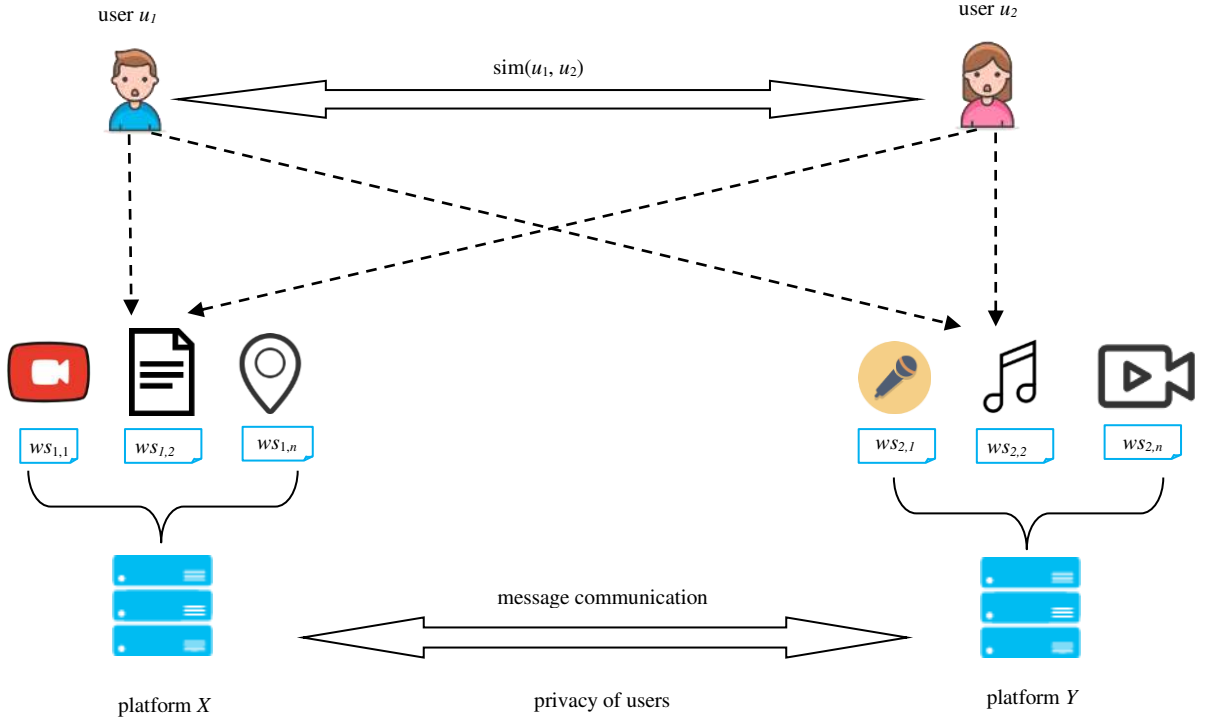 user u1
user u2
sim(u1, u2)
ws1,1
ws1,2
ws1,n
ws2,1
ws2,2
ws2,n
message communication
privacy of users
platform X
platform Y